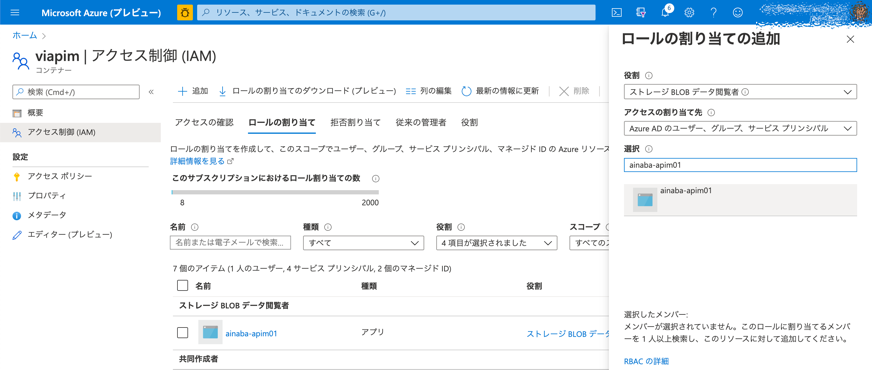 Microsoft Azure (プレビュー)
リソース、サービス、ドキュメントの検索 (G+/)
6
ホーム
viapim | アクセス制御 (IAM)
コンテナー
検索 (Cmd+/)
概要
アクセス制御 (IAM)
設定
アクセス ポリシー
プロパティ
メタデータ
エディター (プレビュー)
追加
ロールの割り当てのダウンロード (プレビュー)
列の編集
最新の情報に更新
削除
アクセスの確認
ロールの割り当て
拒否割り当て
従来の管理者
役割
ロールの割り当てを作成して、このスコープでユーザー、グループ、サービス プリンシパル、マネージド ID の Azure リソース
詳細情報を見る
このサブスクリプションにおけるロール割り当ての数
8
2000
名前
種類
役割
スコープ
名前または電子メールで検索...
すべて
4 項目が選択されました
すべてのス
7 個のアイテム (1 人のユーザー, 4 サービス プリンシパル, 2 個のマネージド ID)
名前
種類
役割
ストレージ BLOB データ閲覧者
ainaba-apim01
アプリ
ストレージ BLOB データ
共同作成者
ロールの割り当ての追加
役割
ストレージ BLOB データ閲覧者
アクセスの割り当て先
Azure AD のユーザー、グループ、サービス プリンシパル
選択
ainaba-apim01
ainaba-apim01
選択したメンバー:
メンバーが選択されていません。このロールに割り当てるメンバ
ーを 1 人以上検索し、このリソースに対して追加してください。
RBAC の詳細